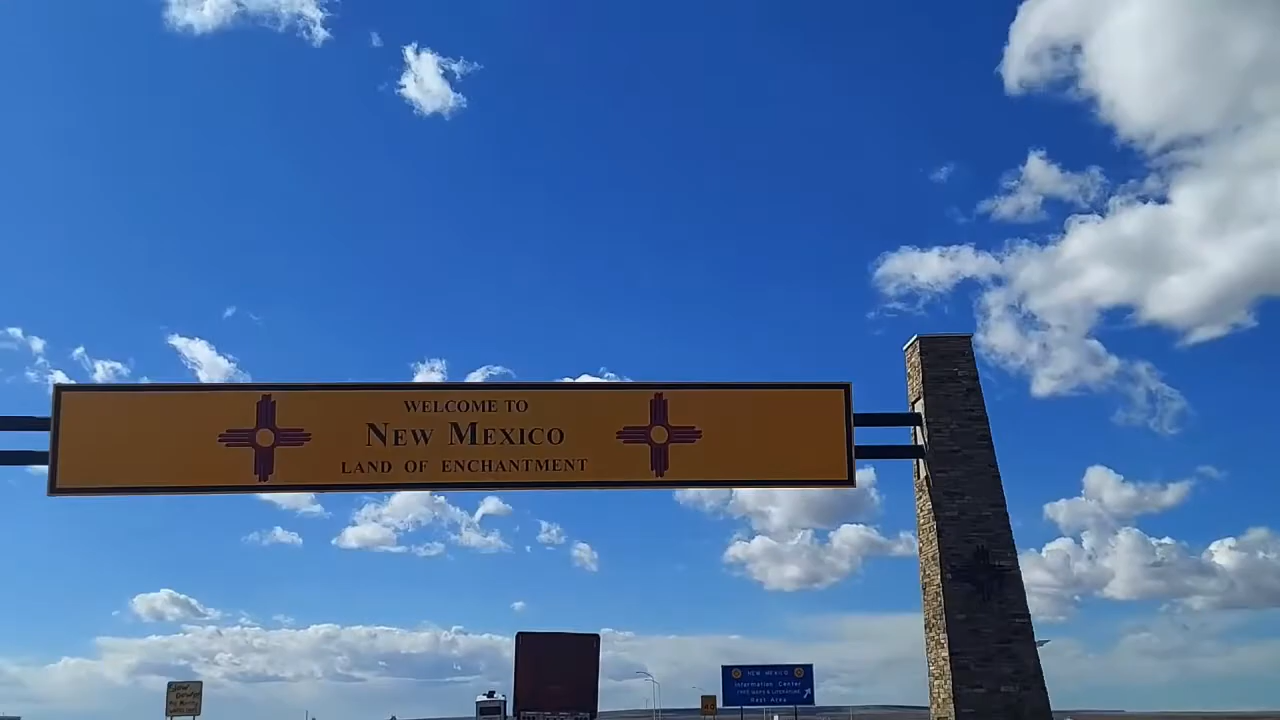 WELCOME TO
NEW MEXICO
LAND OF ENCHANTMENT
NEW MEXICO
Information Center
Rest Area